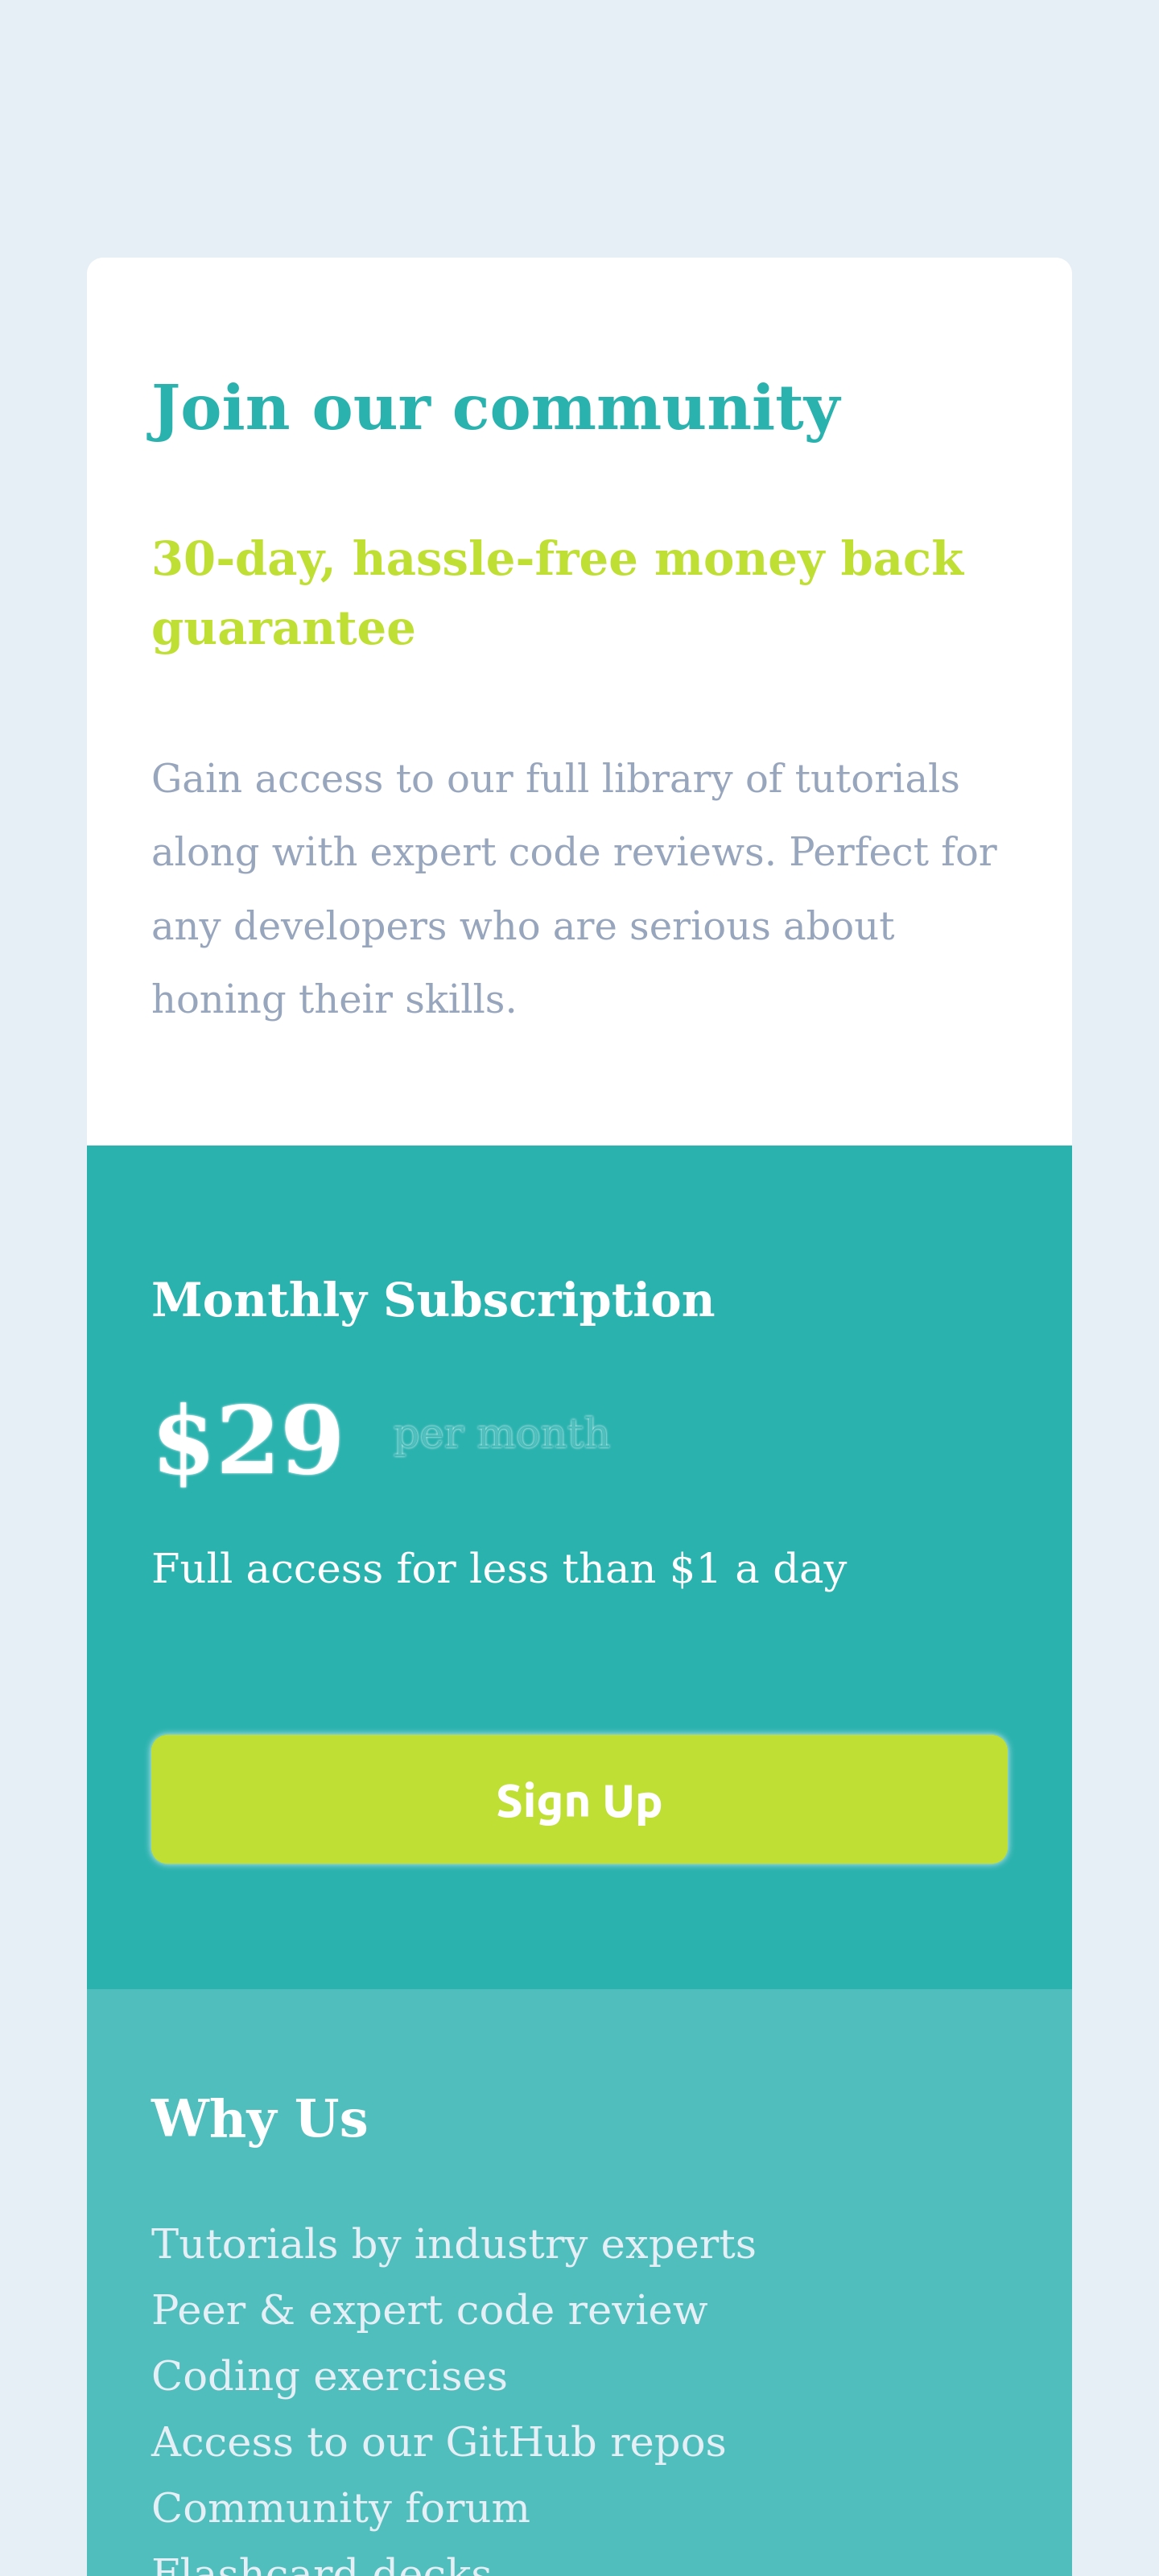 Join our community
30-day, hassle-free money back
guarantee
Gain access to our full library of tutorials
along with expert code reviews. Perfect for
any developers who are serious about
honing their skills.
Monthly Subscription
$29 per month
Full access for less than $1 a day
Sign Up
Why Us
Tutorials by industry experts
Peer & expert code review
Coding exercises
Access to our GitHub repos
Community forum
Flashcard decks